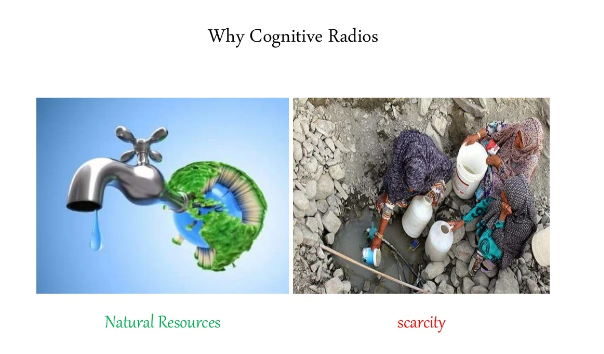 Why Cognitive Radios
Natural Resources
scarcity